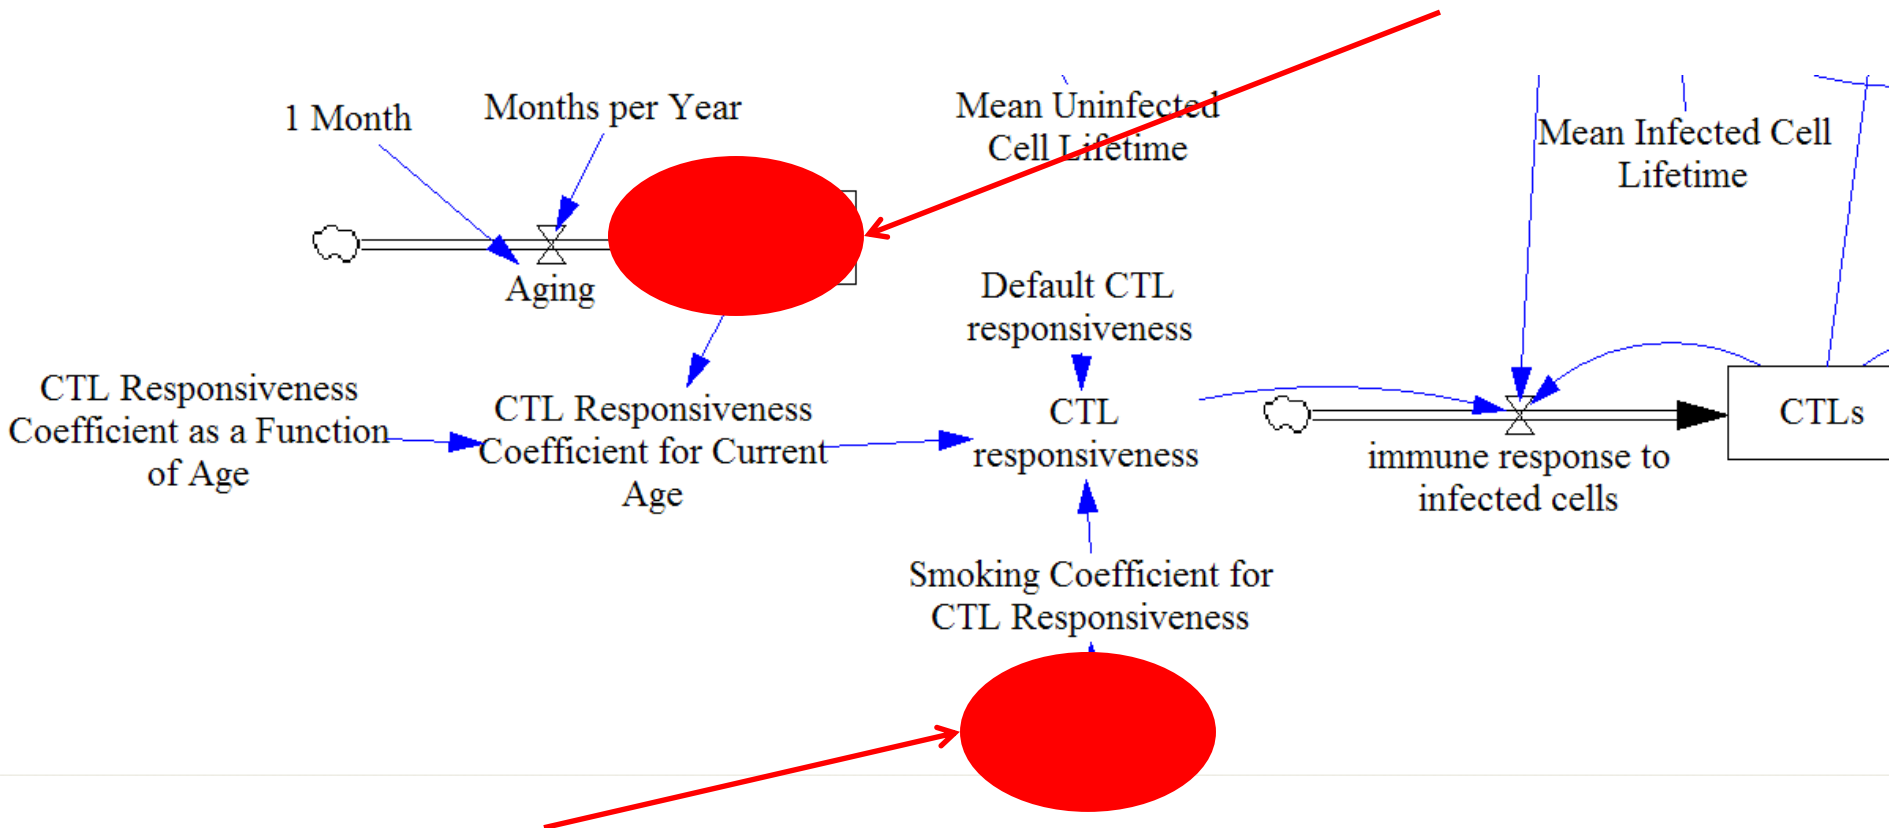 1 Month
Months per Year
Mean Uninfected
Cell Lifetime
Mean Infected Cell
Lifetime
Aging
Default CTL
responsiveness
CTL Responsiveness
Coefficient as a Function
of Age
CTL Responsiveness
Coefficient for Current
Age
CTL
responsiveness
CTLs
immune response to
infected cells
Smoking Coefficient for
CTL Responsiveness